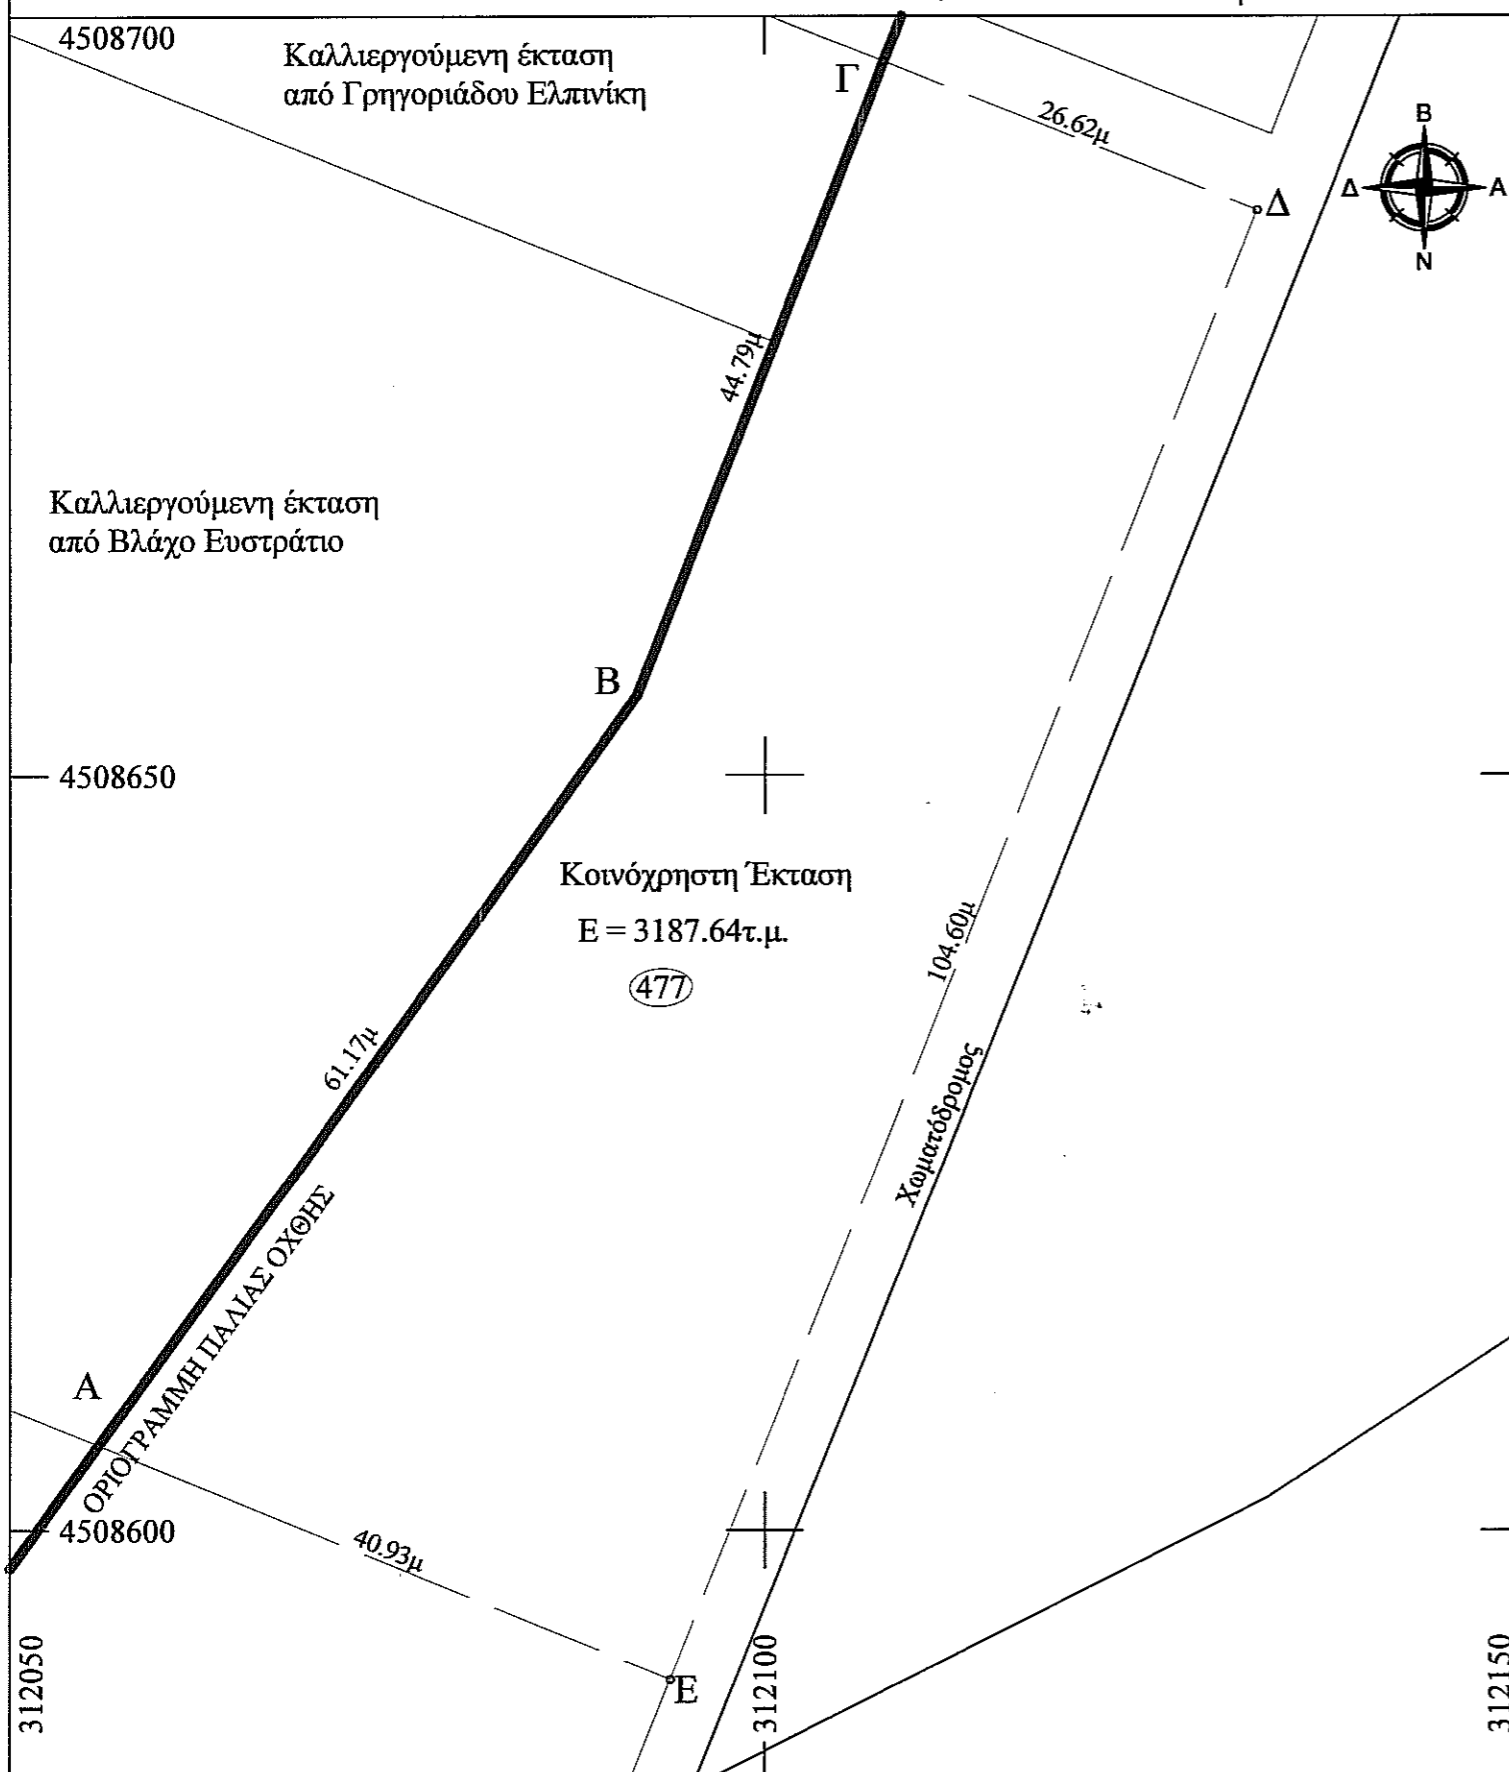 4508700
Καλλιεργούμενη έκταση
από Γρηγοριάδου Ελπινίκη
Γ
26.62μ
Β
Δ
Α
Ν
Δ
44.79μ
Καλλιεργούμενη έκταση
από Βλάχο Ευστράτιο
Β
4508650
Κοινόχρηστη Έκταση
Ε = 3187.64τ.μ.
477
104.60μ
61.17μ
Χωματόδρομος
ΟΡΙΟΓΡΑΜΜΗ ΠΑΛΙΑΣ ΟΧΘΗΣ
Α
4508600
40.93μ
Ε
312050
312100
312150